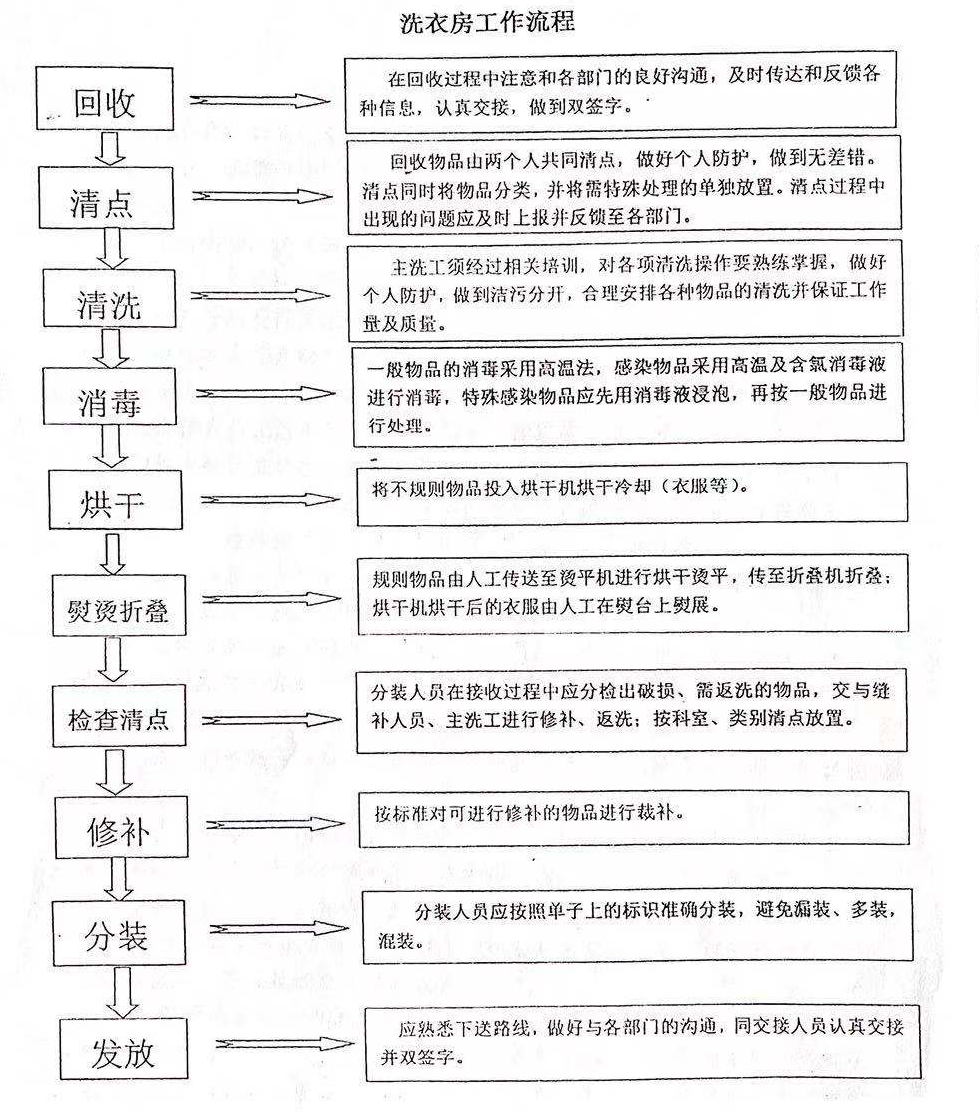 洗衣房工作流程
回收
在回收过程中注意和各部门的良好沟通，及时传达和反馈各
种信息，认真交接，做到双签字。
清点
回收物品由两个人共同清点，做好个人防护，做到无差错。
清点同时将物品分类，并将需特殊处理的单独放置。清点过程中
出现的问题应及时上报并反馈至各部门。
清洗
主洗工须经过相关培训，对各项清洗操作要熟练掌握，做好
个人防护，做到洁污分开，合理安排各种物品的清洗并保证工作
量及质量。
消毒
一般物品的消毒采用高温法，感染物品采用高温及含氯消毒液
进行消毒，特殊感染物品应先用消毒液浸泡，再按一般物品进
行处理。
烘干
将不规则物品投入烘干机烘干冷却（衣服等）。
熨烫折叠
规则物品由人工传送至烫平机进行烘干烫平，传至折叠机折叠；
烘干机烘干后的衣服由人工在熨台上熨展。
检查清点
分装人员在接收过程中应分检出破损、需返洗的物品，交与缝
补人员、主洗工进行修补、返洗；按科室、类别清点放置。
修补
按标准对可进行修补的物品进行裁补。
分装
分装人员应按照单子上的标识准确分装，避免漏装、多装，
混装。
发放
应熟悉下送路线，做好与各部门的沟通，同交接人员认真交接
并双签字。